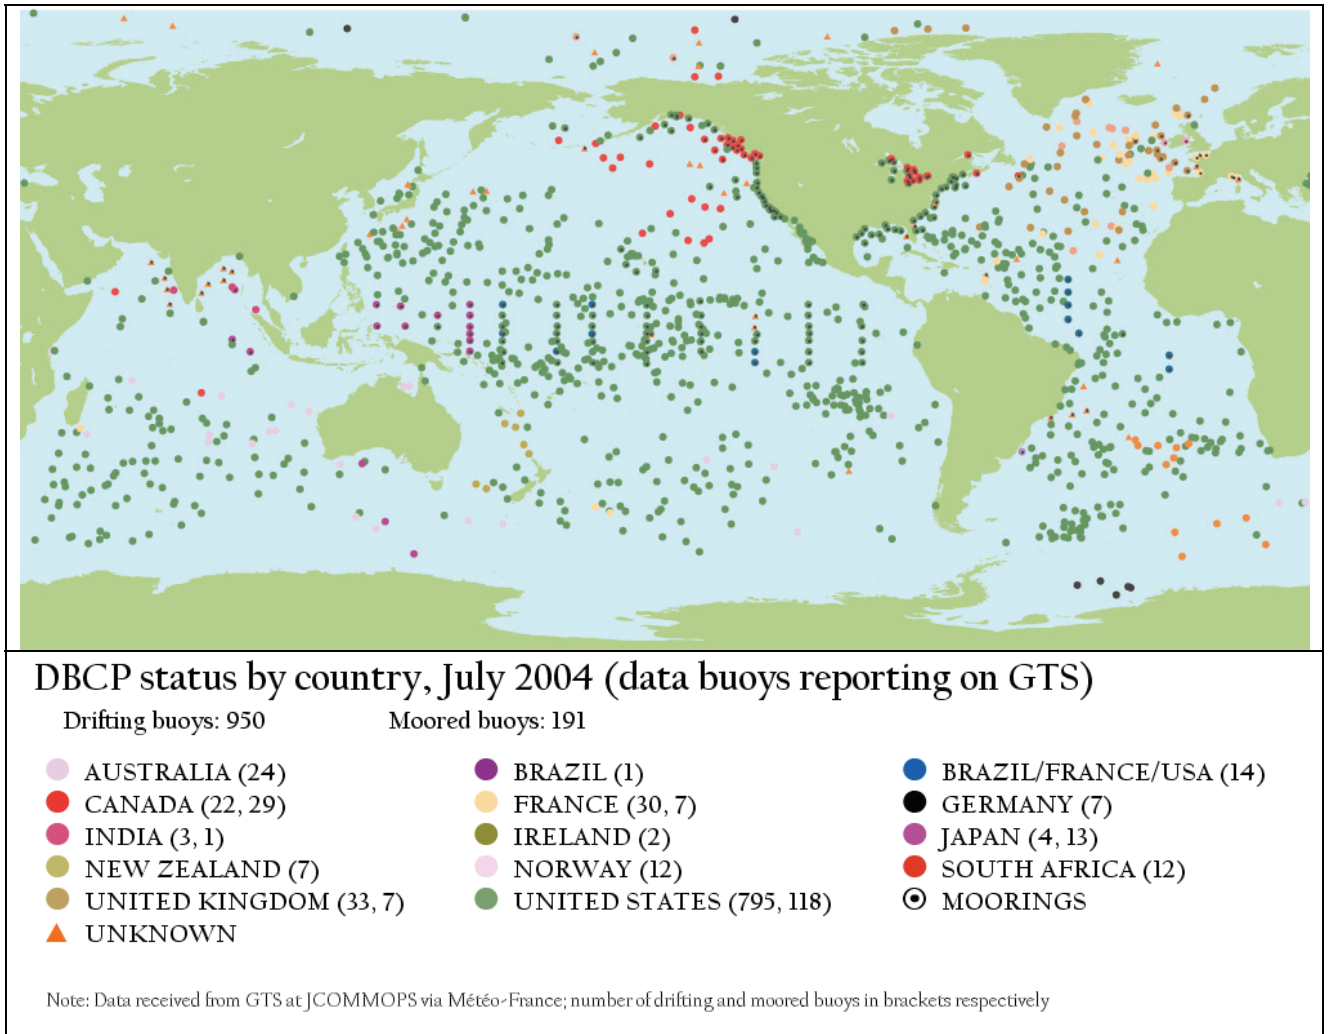 DBCP status by country, July 2004 (data buoys reporting on GTS)
Drifting buoys: 950 Moored buoys: 191
AUSTRALIA (24) BRAZIL (1) BRAZIL/FRANCE/USA (14)
CANADA (22, 29) FRANCE (30, 7) GERMANY (7)
INDIA (3, 1) IRELAND (2) JAPAN (4, 13)
NEW ZEALAND (7) NORWAY (12) SOUTH AFRICA (12)
UNITED KINGDOM (33, 7) UNITED STATES (795, 118) MOORINGS
UNKNOWN
Note: Data received from GTS at JCOMMOPS via Météo-France; number of drifting and moored buoys in brackets respectively